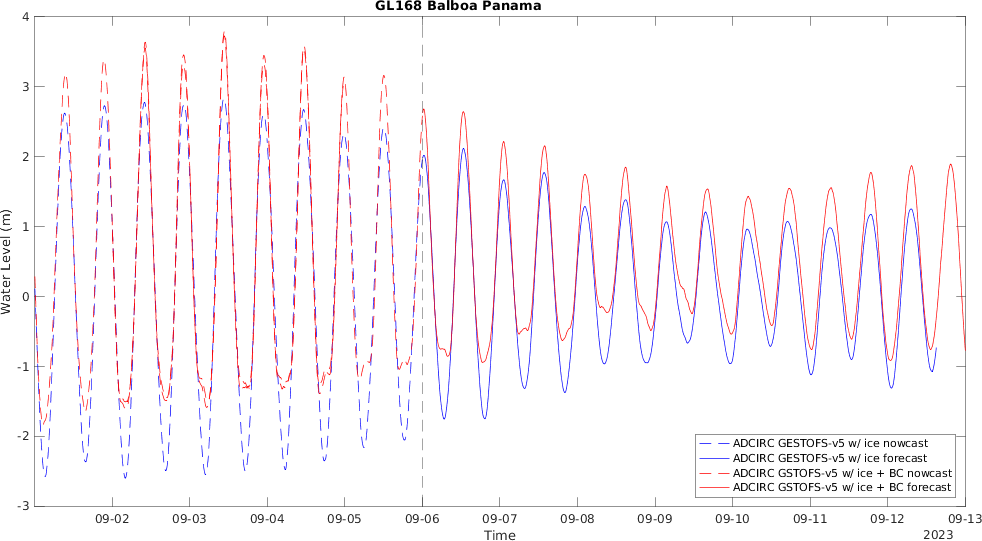 GL168 Balboa Panama
4
3
2
1
0
-1
-2
-3
Water Level (m)
ADCIRC GESTOFS-v5 w/ ice nowcast
ADCIRC GESTOFS-v5 w/ ice forecast
ADCIRC GSTOFS-v5 w/ ice + BC nowcast
ADCIRC GSTOFS-v5 w/ ice + BC forecast
09-02 09-03 09-04 09-05 09-06 09-07 09-08 09-09 09-10 09-11 09-12 09-13
Time
2023